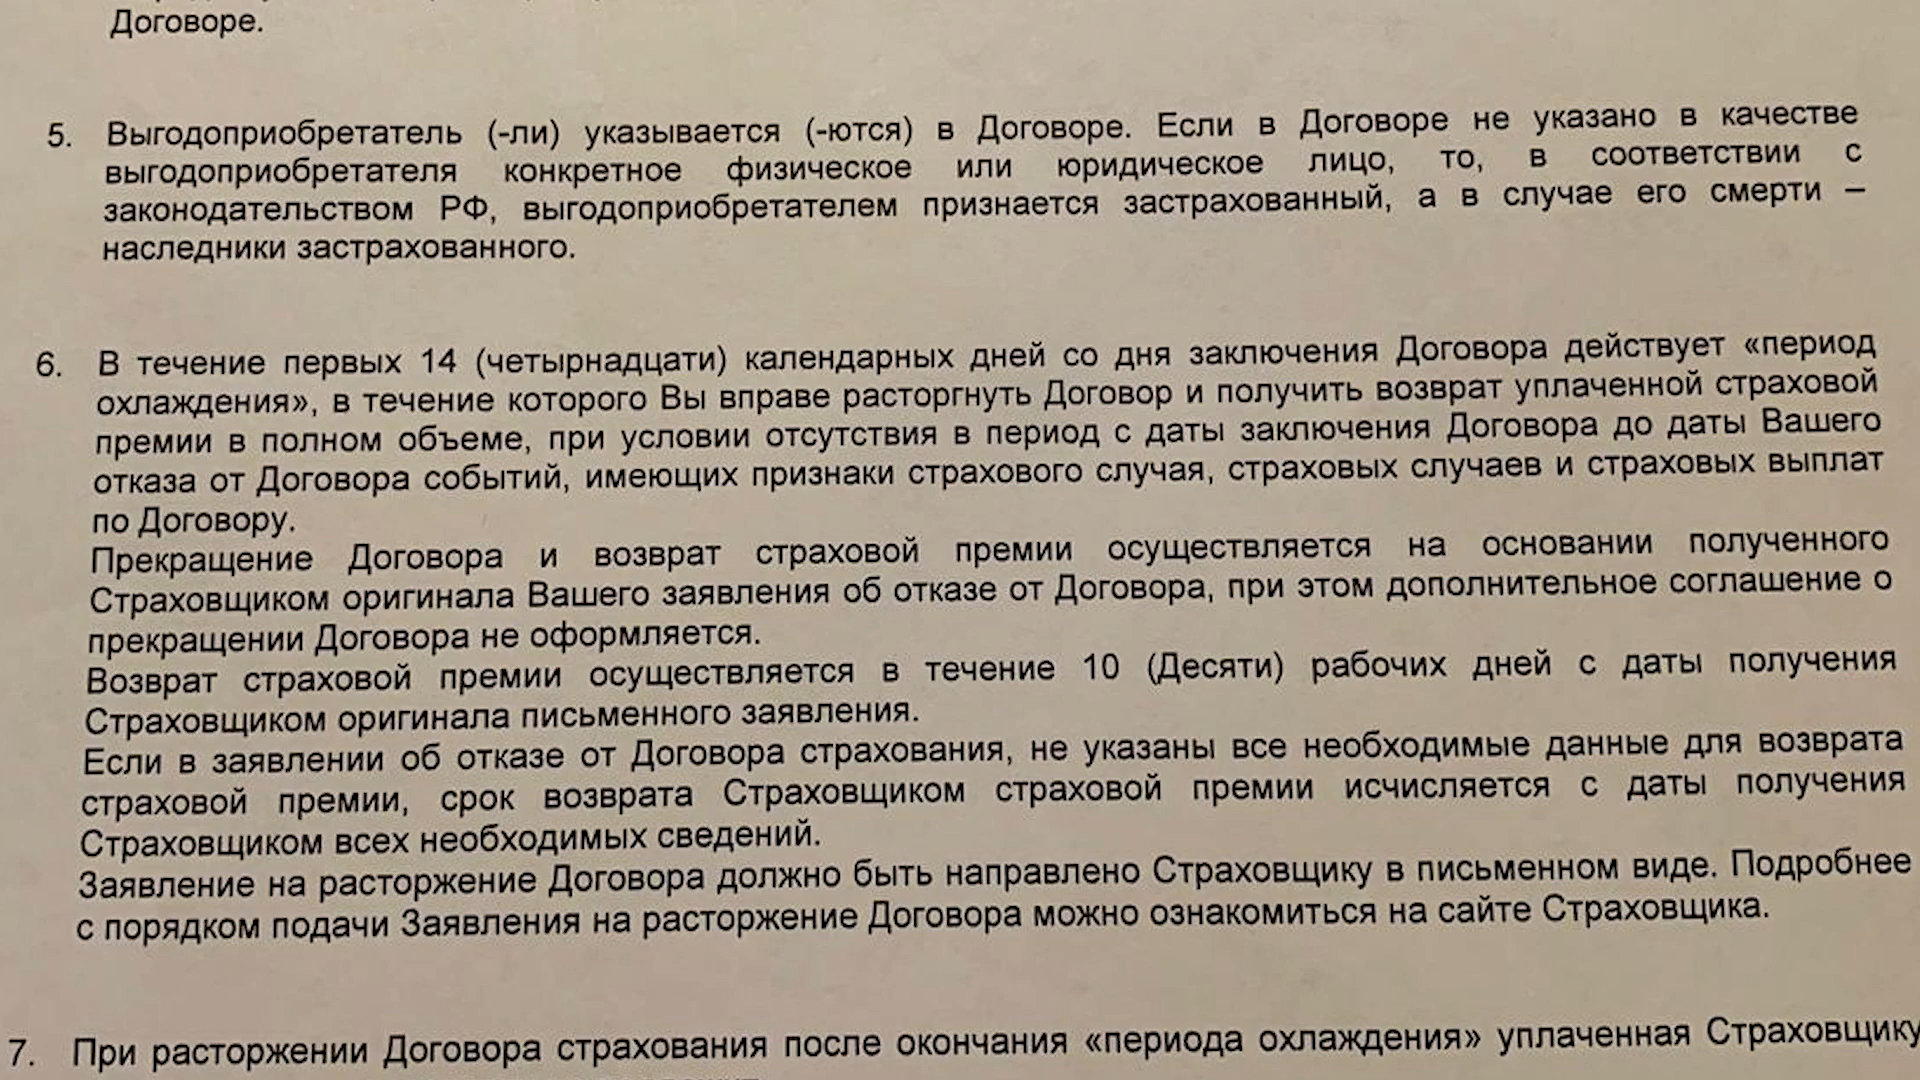 Договоре.
5. Выгодоприобретатель (-ли) указывается (-ются) в Договоре. Если в Договоре не указано в качестве
выгодоприобретателя конкретное физическое или юридическое лицо, то, в соответствии с
законодательством РФ, выгодоприобретателем признается застрахованный, а в случае его смерти –
наследники застрахованного.
6. В течение первых 14 (четырнадцати) календарных дней со дня заключения Договора действует «период
охлаждения», в течение которого Вы вправе расторгнуть Договор и получить возврат уплаченной страховой
премии в полном объеме, при условии отсутствия в период с даты заключения Договора до даты Вашего
отказа от Договора событий, имеющих признаки страхового случая, страховых случаев и страховых выплат
по Договору.
Прекращение Договора и возврат страховой премии осуществляется на основании полученного
Страховщиком оригинала Вашего заявления об отказе от Договора, при этом дополнительное соглашение о
прекращении Договора не оформляется.
Возврат страховой премии осуществляется в течение 10 (Десяти) рабочих дней с даты получения
Страховщиком оригинала письменного заявления.
Если в заявлении об отказе от Договора страхования, не указаны все необходимые данные для возврата
страховой премии, срок возврата Страховщиком страховой премии исчисляется с даты получения
Страховщиком всех необходимых сведений.
Заявление на расторжение Договора должно быть направлено Страховщику в письменном виде. Подробнее
с порядком подачи Заявления на расторжение Договора можно ознакомиться на сайте Страховщика.
7. При расторжении Договора страхования после окончания «периода охлаждения» уплаченная Страховщику